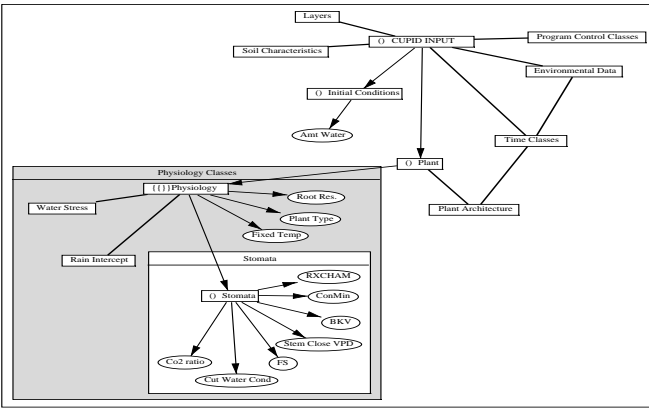 Layers
() CUPID INPUT
Program Control Classes
Soil Characteristics
Environmental Data
() Initial Conditions
Amt Water
Time Classes
() Plant
Physiology Classes
{{}}Physiology
Root Res.
Water Stress
Plant Type
Plant Architecture
Fixed Temp
Rain Intercept
Stomata
RXCHAM
() Stomata
ConMin
BKV
Stem Close VPD
Co2 ratio
FS
Cut Water Cond